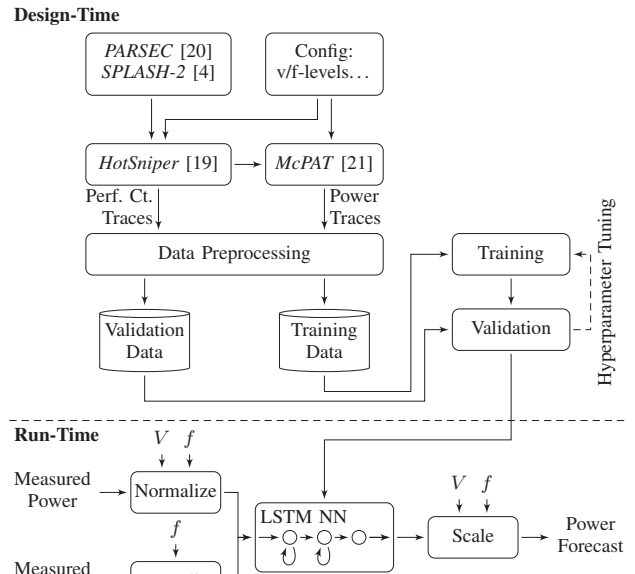 Design-Time
PARSEC [20]
SPLASH-2 [4]
Config:
v/f-levels...
HotSniper [19]
McPAT [21]
Perf. Ct.
Traces
Power
Traces
Data Preprocessing
Training
Validation
Data
Training
Data
Validation
Hyperparameter Tuning
Run-Time
V f
Measured
Power
Normalize
f
Measured
LSTM NN
V f
Scale
Power
Forecast